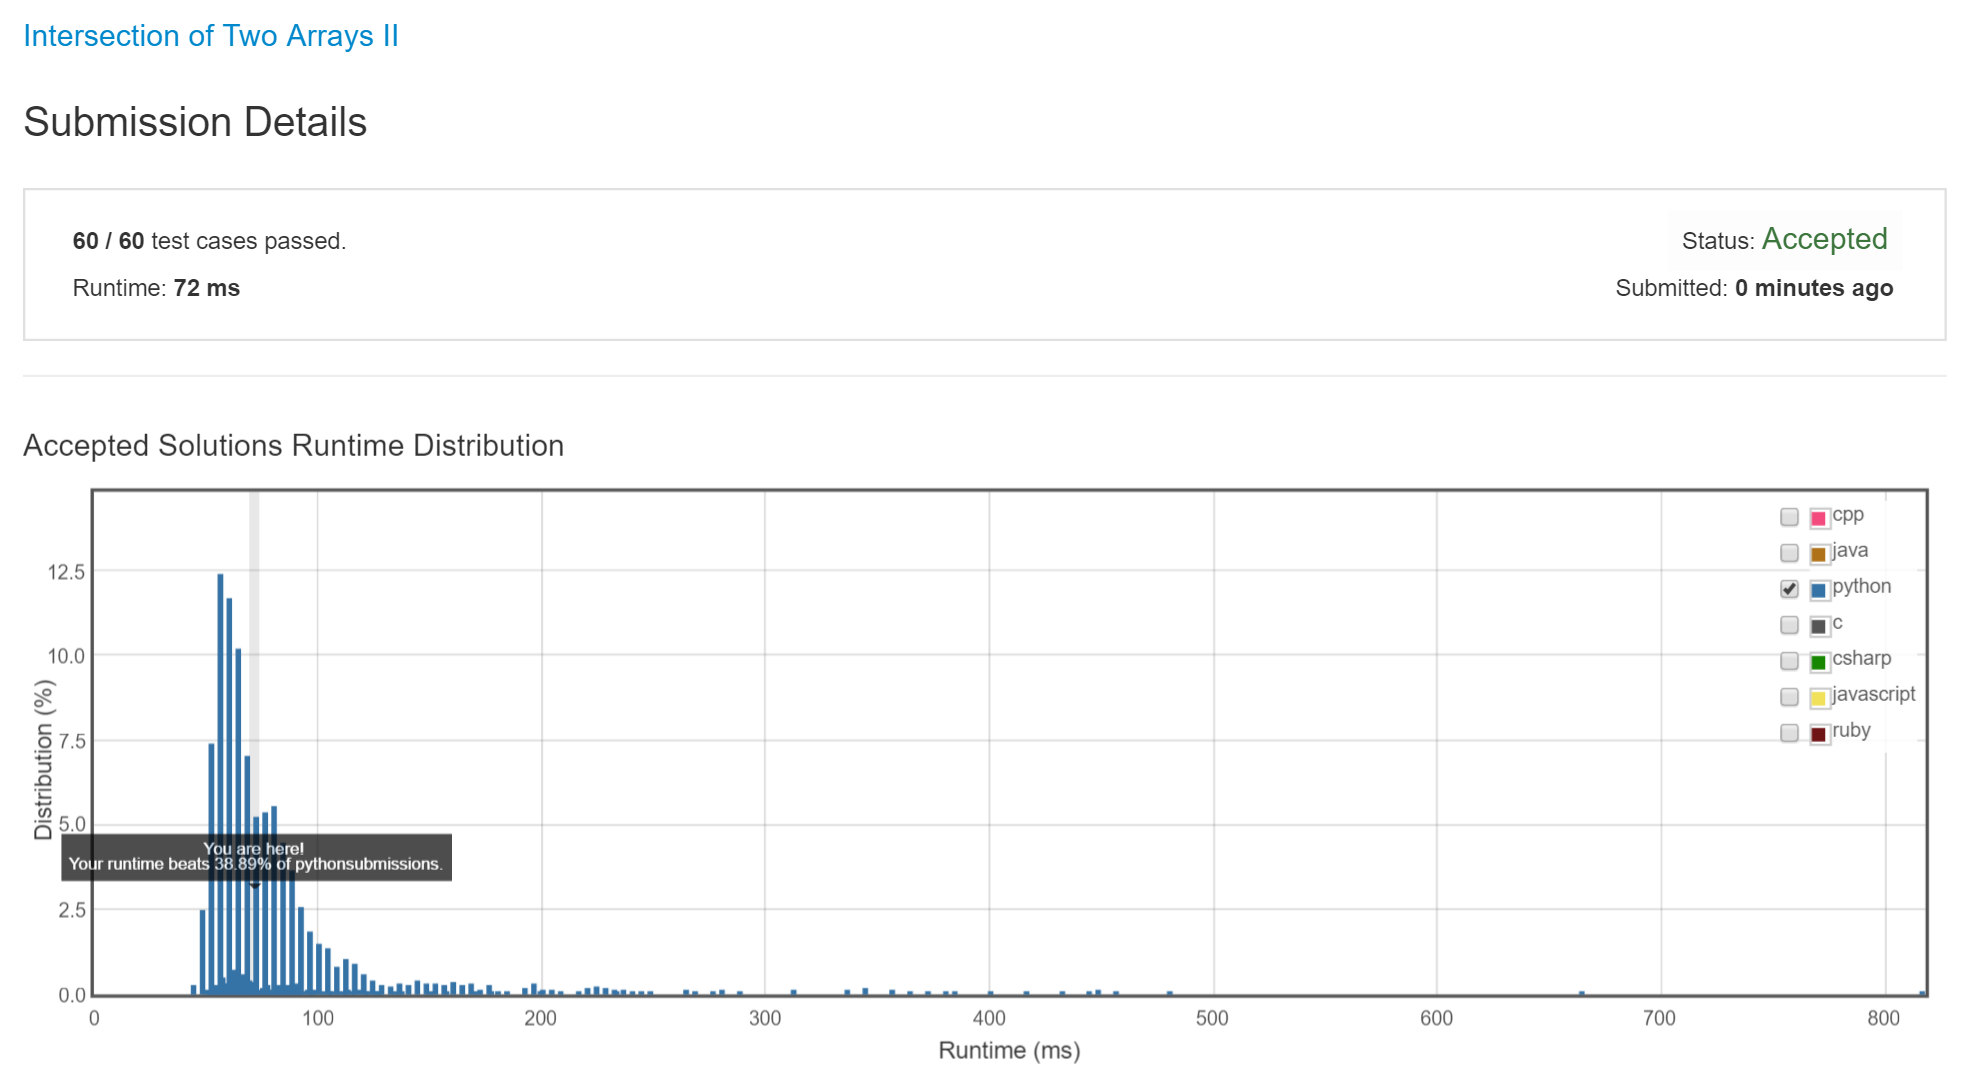 Intersection of Two Arrays II
Submission Details
60 / 60 test cases passed.
Status: Accepted
Runtime: 72 ms
Submitted: 0 minutes ago
Accepted Solutions Runtime Distribution
cpp
java
python
c
csharp
javascript
ruby
12.5
10.0
7.5
5.0
2.5
0.0
Distribution (%)
You are here!
Your runtime beats 38.89% of pythonsubmissions.
0 100 200 300 400 500 600 700 800
Runtime (ms)